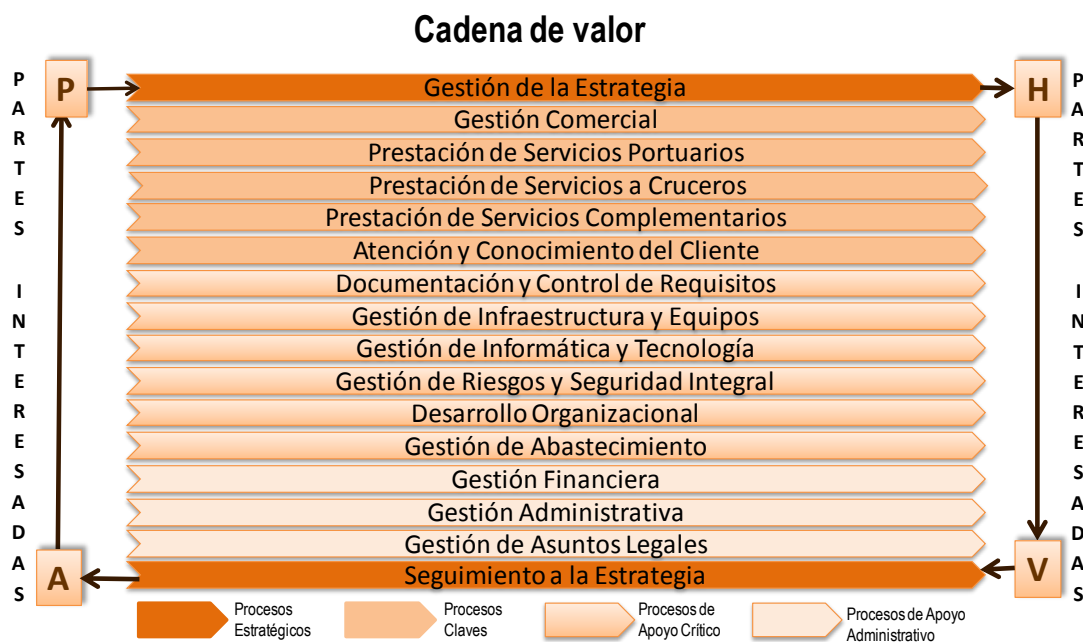 Cadena de valor
PARTES INTERESADAS
P
Gestión de la Estrategia
H
PARTES INTERESADAS
Gestión Comercial
Prestación de Servicios Portuarios
Prestación de Servicios a Cruceros
Prestación de Servicios Complementarios
Atención y Conocimiento del Cliente
Documentación y Control de Requisitos
Gestión de Infraestructura y Equipos
Gestión de Informática y Tecnología
Gestión de Riesgos y Seguridad Integral
Desarrollo Organizacional
Gestión de Abastecimiento
Gestión Financiera
Gestión Administrativa
Gestión de Asuntos Legales
A
Seguimiento a la Estrategia
V
Procesos
Estratégicos
Procesos
Claves
Procesos de
Apoyo Crítico
Procesos de Apoyo
Administrativo